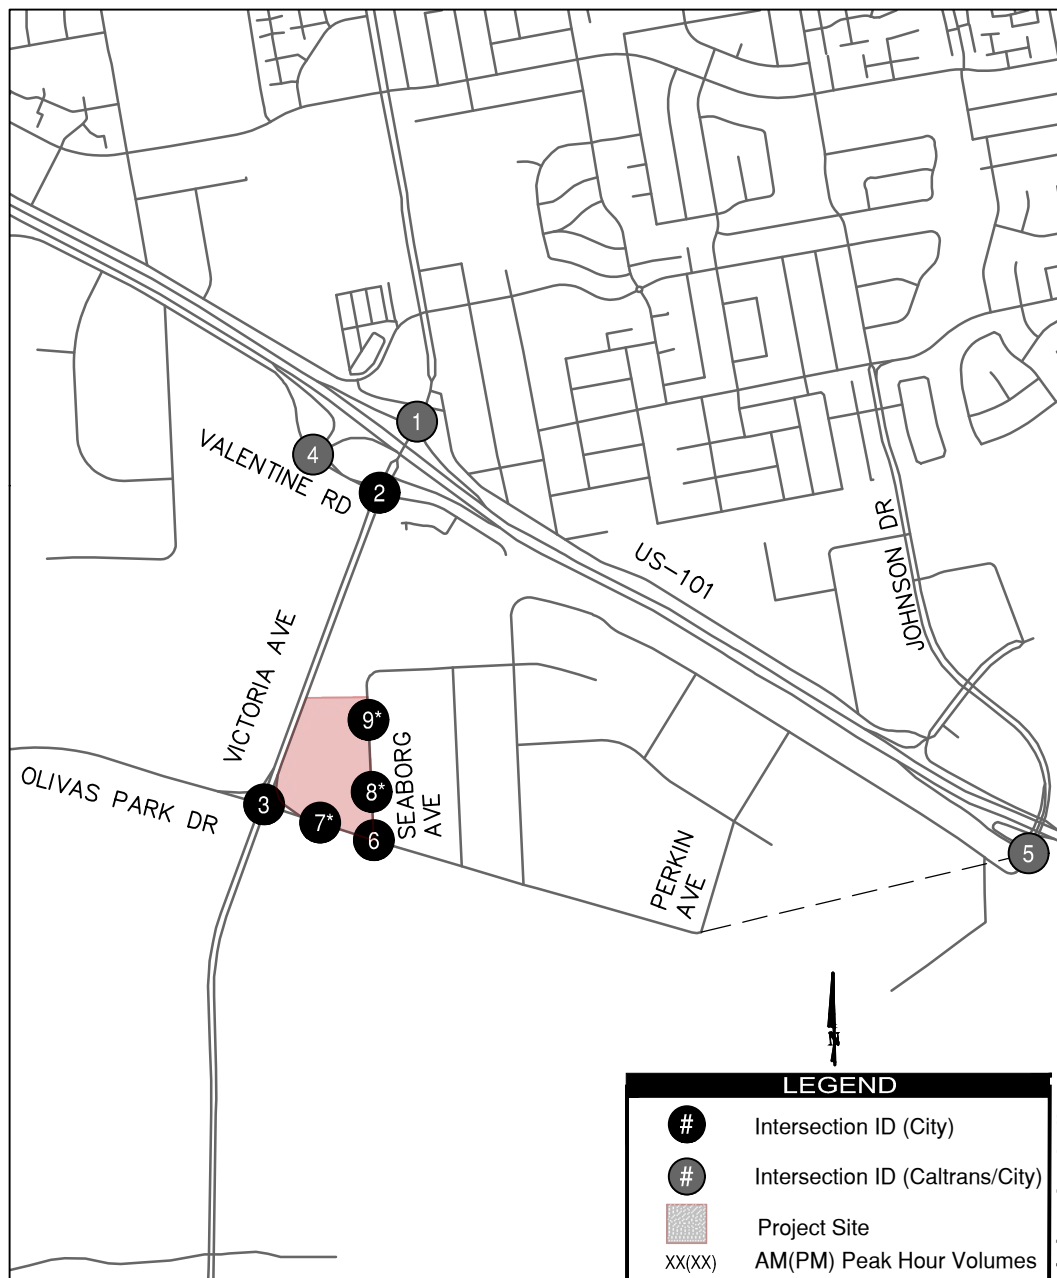 1
4
VALENTINE RD
2
US-101
JOHNSON DR
VICTORIA AVE
9*
SEABORG
AVE
8*
OLIVAS PARK DR
3
7*
6
PERKIN
AVE
5
N
LEGEND
# Intersection ID (City)
# Intersection ID (Caltrans/City)
Project Site
XX(XX) AM(PM) Peak Hour Volumes